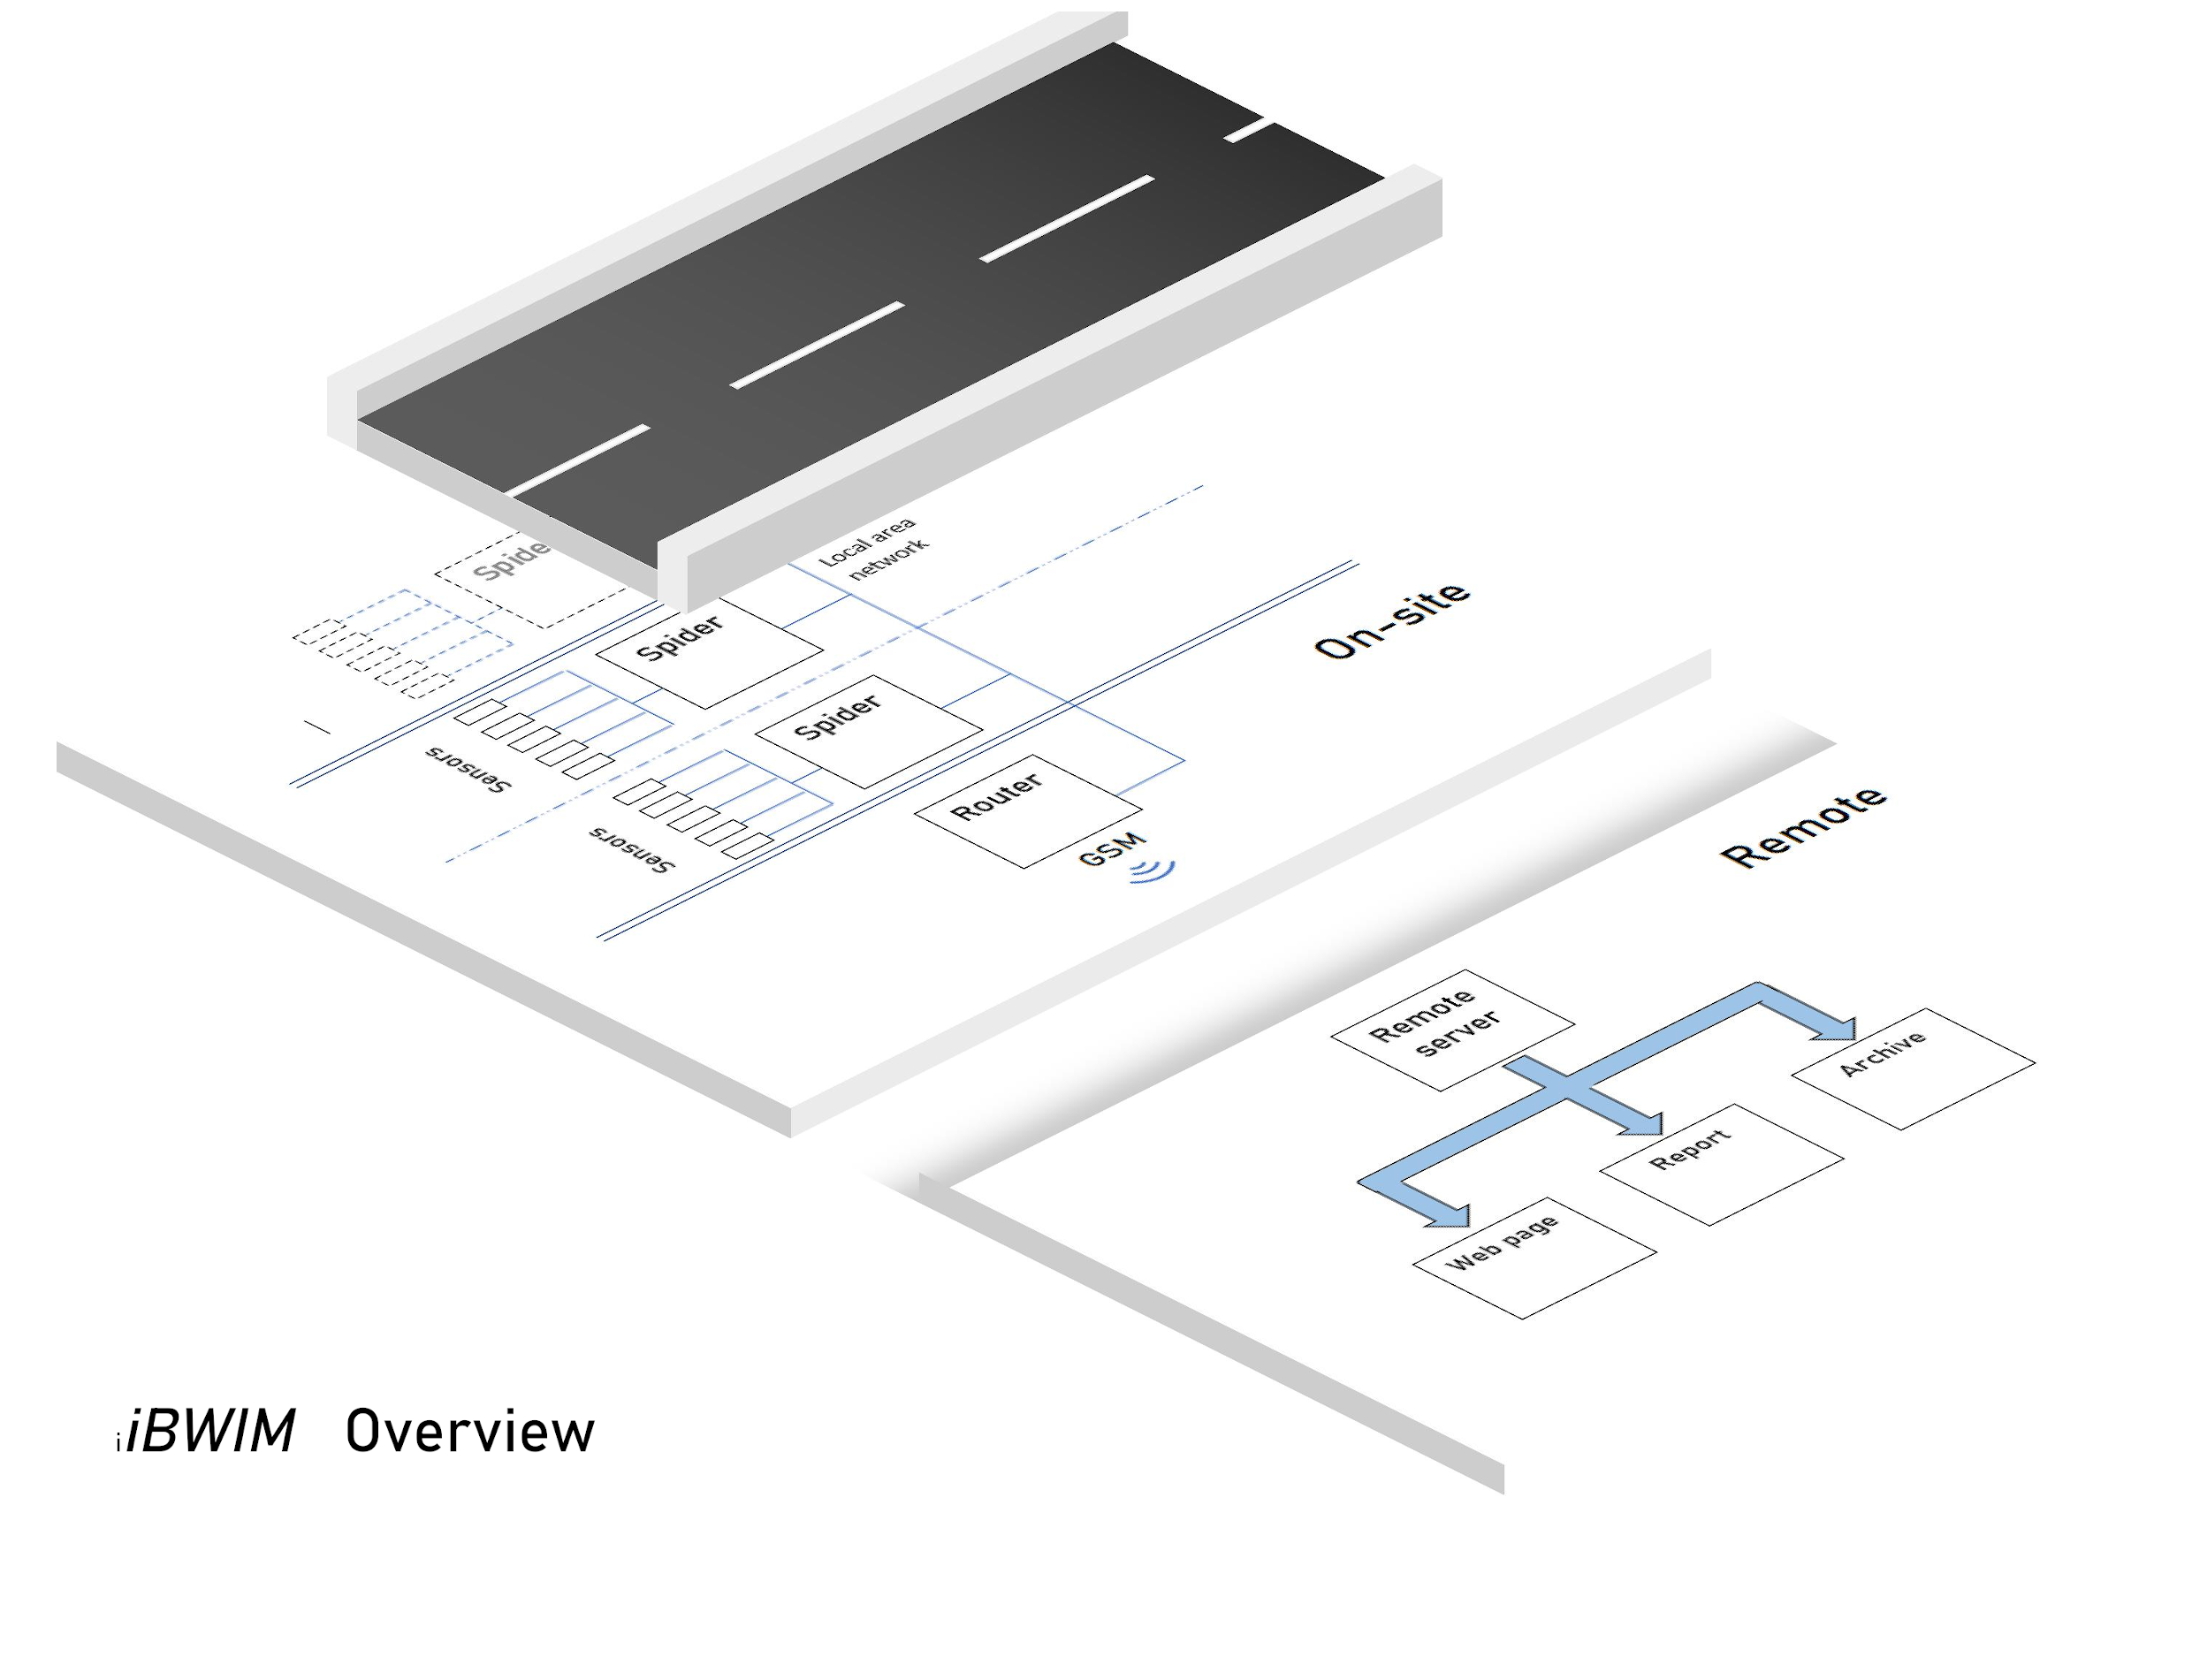 Local area
network
Spide
Spider
Spider
Router
GSM
Sensors
Sensors
On-site
Remote
Remote
server
Archive
Report
Web page
i iBWIM Overview